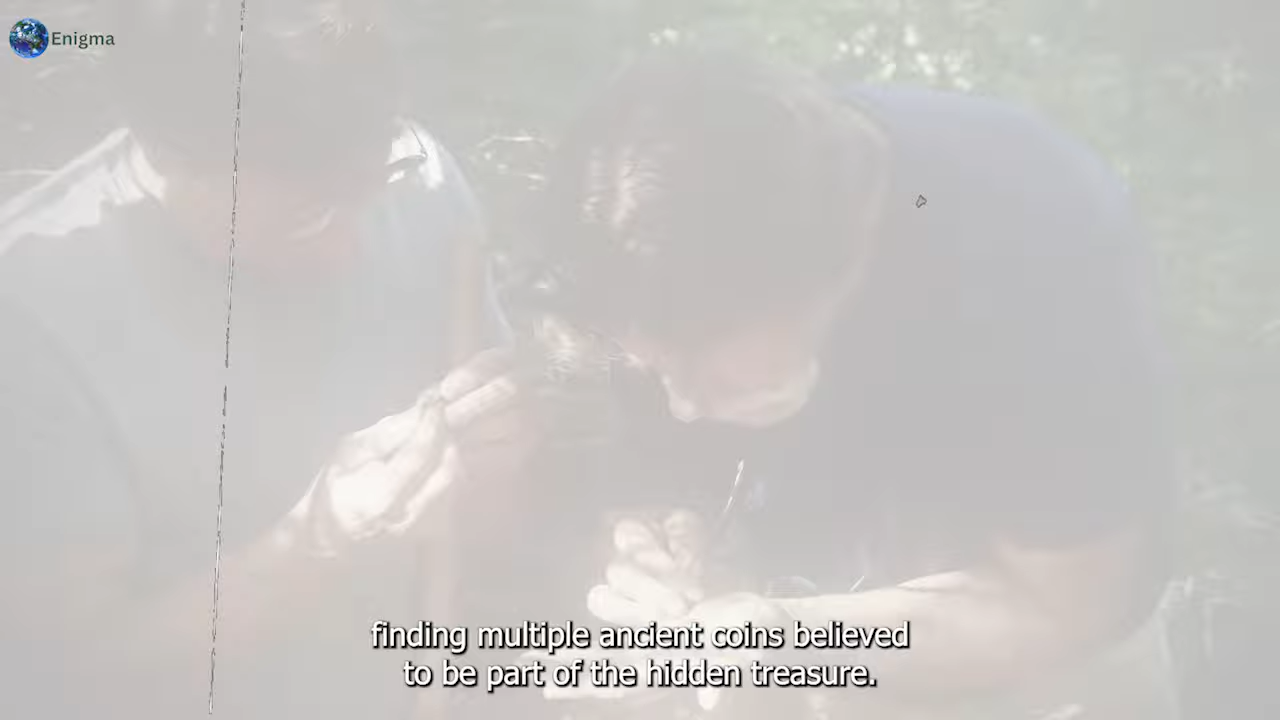 Enigma
finding multiple ancient coins believed
to be part of the hidden treasure.